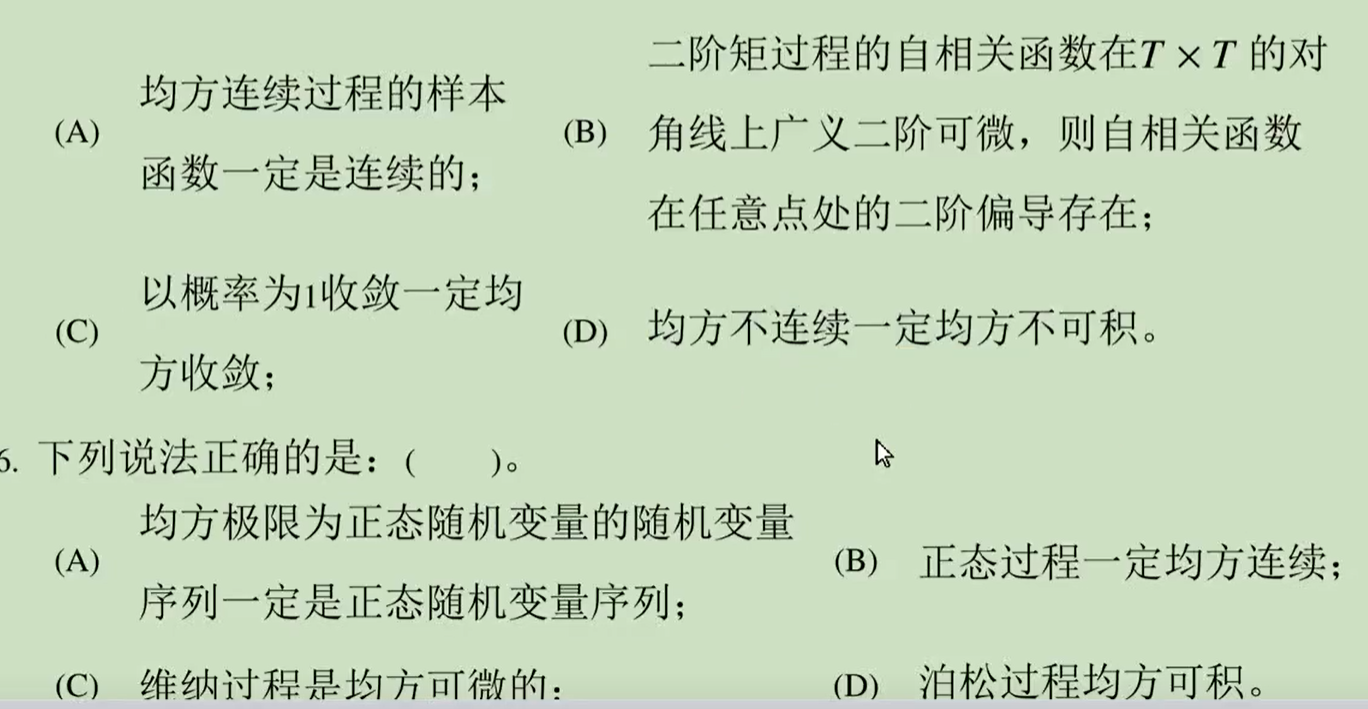 (A) 均方连续过程的样本
函数一定是连续的；
(B) 二阶矩过程的自相关函数在T × T 的对
角线上广义二阶可微，则自相关函数
在任意点处的二阶偏导存在；
(C) 以概率为1收敛一定均
方收敛；
(D) 均方不连续一定均方不可积。
6. 下列说法正确的是：( )。
(A) 均方极限为正态随机变量的随机变量
序列一定是正态随机变量序列；
(B) 正态过程一定均方连续；
(C) 维纳过程是均方可微的；
(D) 泊松过程均方可积。